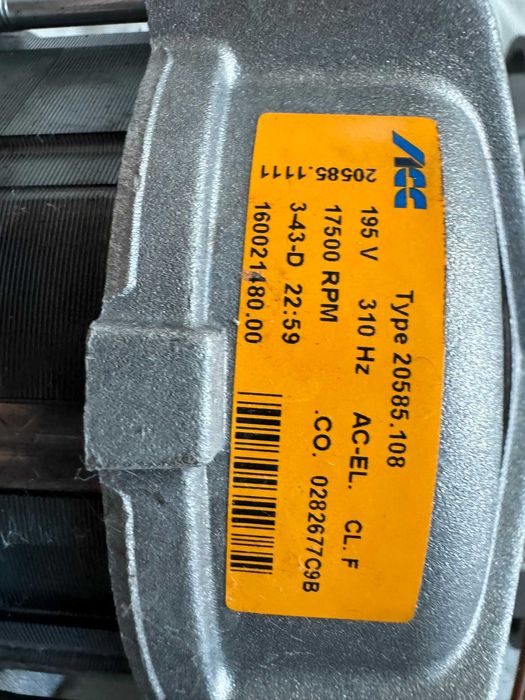 ACC
Type 20585.108
195 V 310 Hz AC-EL. CL. F
17500 RPM .CO. 0282677C9B
3-43-D 22:59
160021480.00
20585.1111